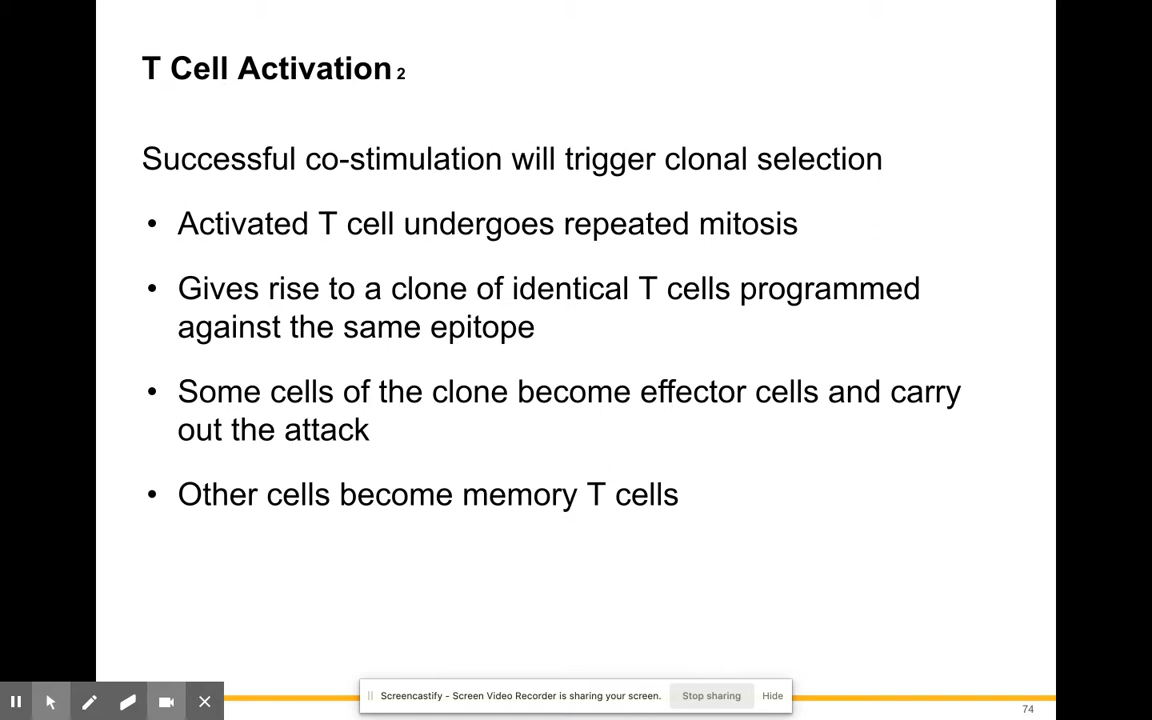 T Cell Activation 2
Successful co-stimulation will trigger clonal selection
• Activated T cell undergoes repeated mitosis
• Gives rise to a clone of identical T cells programmed
against the same epitope
• Some cells of the clone become effector cells and carry
out the attack
• Other cells become memory T cells
Screencastify - Screen Video Recorder is sharing your screen. Stop sharing Hide
74